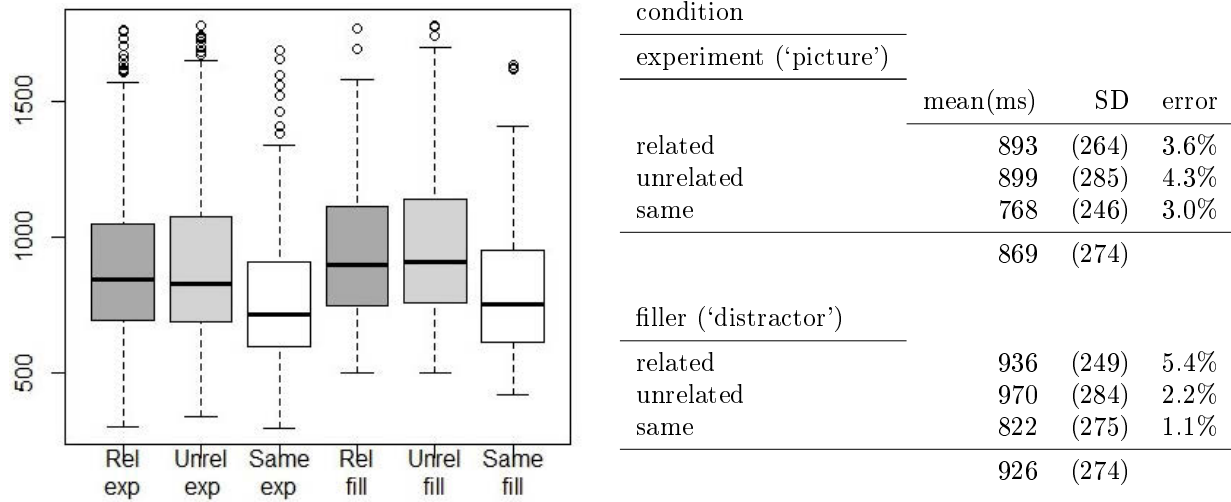 1500
1000
500
Rel Unrel Same Rel Unrel Same
exp exp exp fill fill fill
condition
experiment (‘picture’)
mean(ms) SD error
related 893 (264) 3.6%
unrelated 899 (285) 4.3%
same 768 (246) 3.0%
869 (274)
filler (‘distractor’)
related 936 (249) 5.4%
unrelated 970 (284) 2.2%
same 822 (275) 1.1%
926 (274)